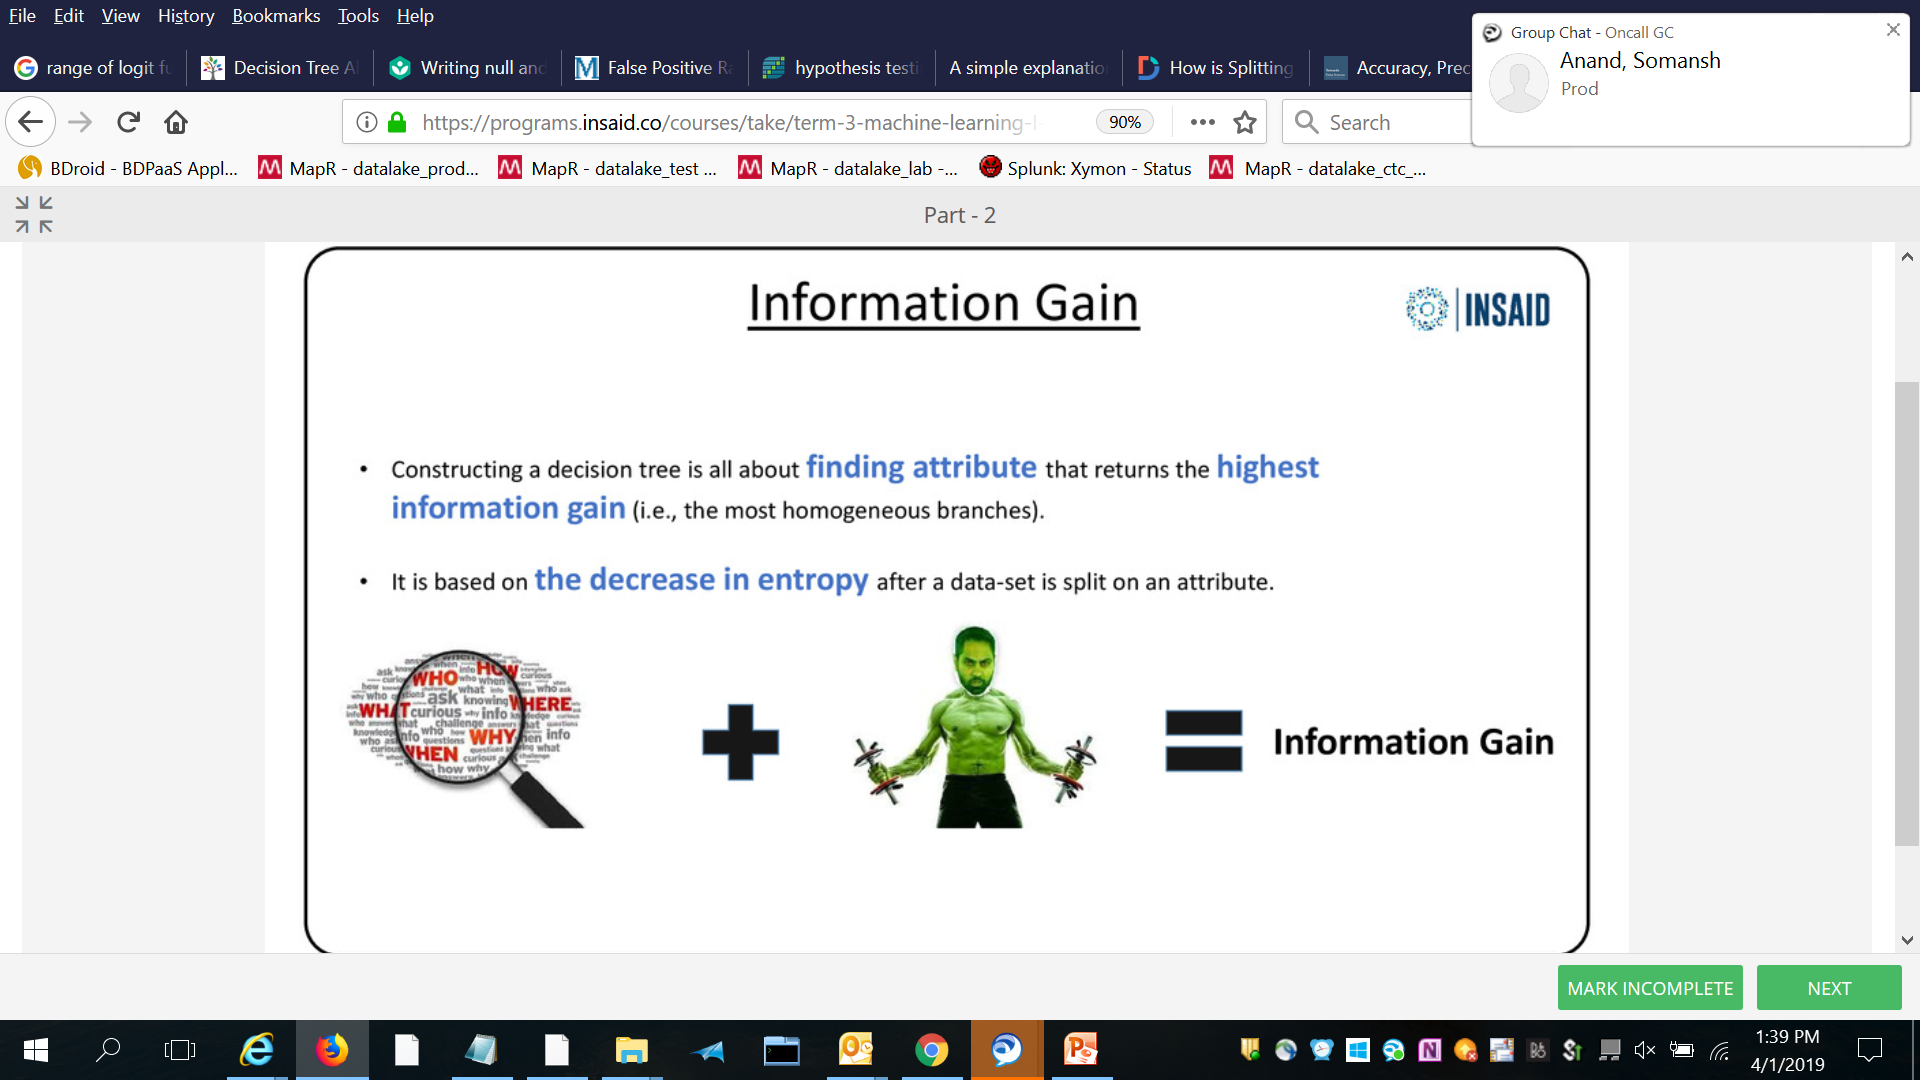 File Edit View History Bookmarks Tools Help
range of logit fu
Decision Tree Al
Writing null and
False Positive Ra
hypothesis testi
A simple explanatio
How is Splitting
Accuracy, Prec
Group Chat - Oncall GC
Anand, Somansh
Prod
https://programs.insaid.co/courses/take/term-3-machine-learning-l
90%
Search
BDroid - BDPaaS Appl...
MapR - datalake_prod...
MapR - datalake_test ...
MapR - datalake_lab -...
Splunk: Xymon - Status
MapR - datalake_ctc_...
Part - 2
Information Gain
INSAID
• Constructing a decision tree is all about finding attribute that returns the highest
information gain (i.e., the most homogeneous branches).
• It is based on the decrease in entropy after a data-set is split on an attribute.
WHO HOW
ask knowing WHERE
WHAT curious why info
challenge
WHY
WHEN
how why
Information Gain
MARK INCOMPLETE
NEXT
1:39 PM
4/1/2019